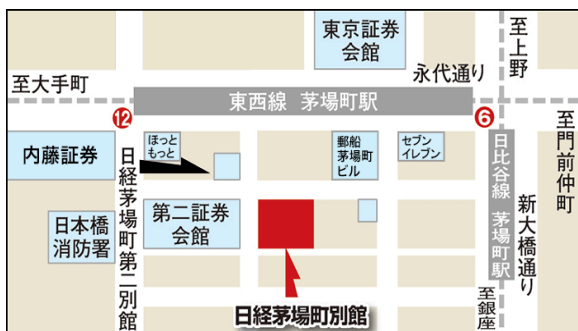 東京証券
会館
至上野
永代通り
至大手町
東西線 茅場町駅
⑫
⑥
至門前仲町
内藤証券
ほっと
もっと
郵船
茅場町
ビル
セブン
イレブン
日経茅場町第二別館
日比谷線 茅場町駅
新大橋通り
日本橋
消防署
第二証券
会館
至銀座
日経茅場町別館